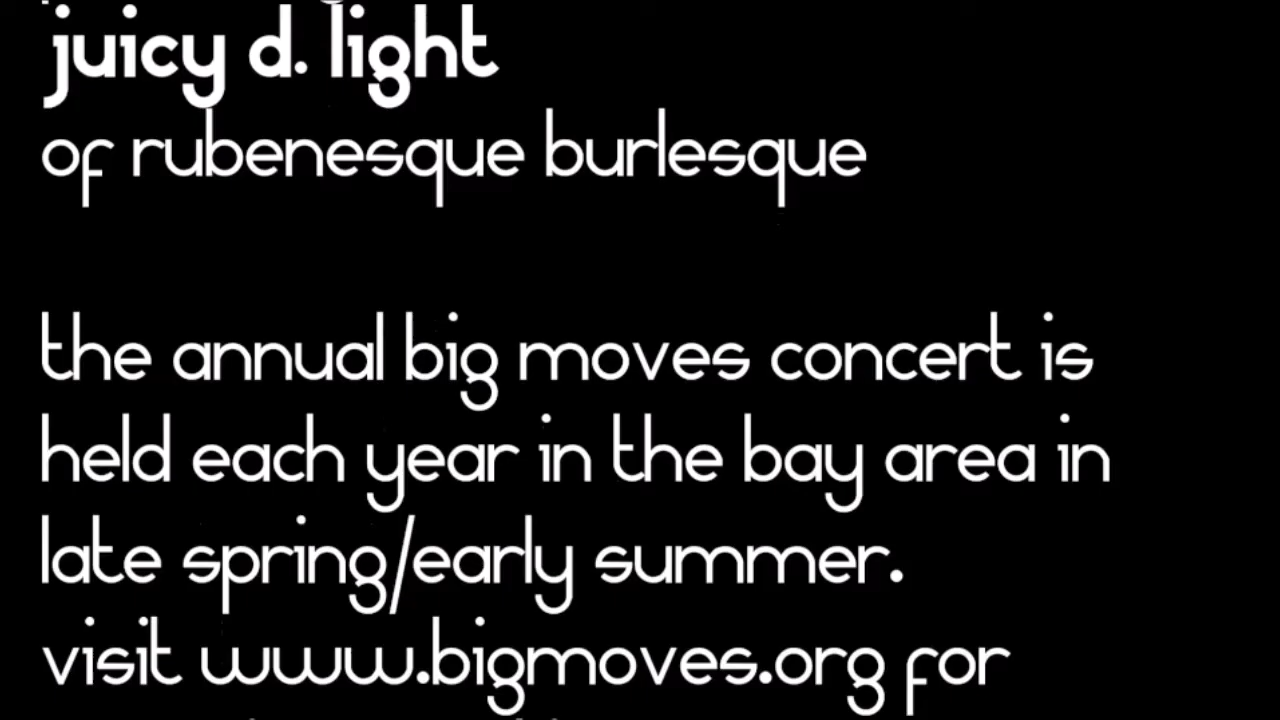 juicy d. light
of rubenesque burlesque
the annual big moves concert is
held each year in the bay area in
late spring/early summer.
visit www.bigmoves.org for